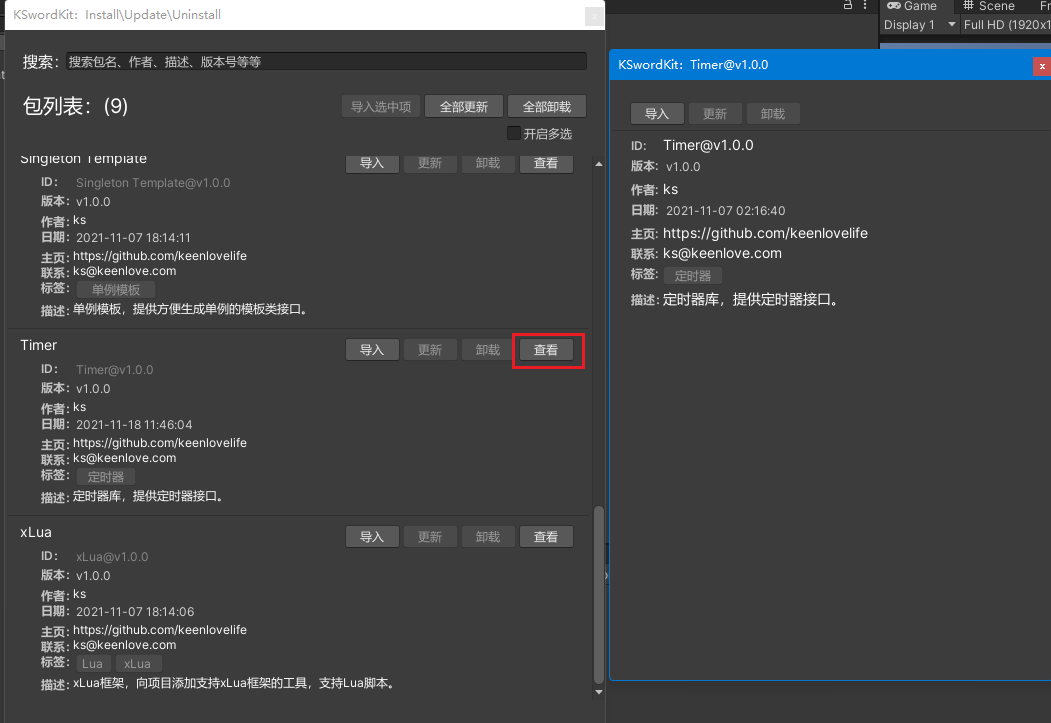 KSwordKit：Install\Update\Uninstall
x
搜索：
搜索包名、作者、描述、版本号等等
包列表：(9)
导入选中项
全部更新
全部卸载
开启多选
Singleton Template
导入
更新
卸载
查看
ID： Singleton Template@v1.0.0
版本： v1.0.0
作者： ks
日期： 2021-11-07 18:14:11
主页： https://github.com/keenlovelife
联系： ks@keenlove.com
标签： 单例模板
描述： 单例模板，提供方便生成单例的模板类接口。
Timer
导入
更新
卸载
查看
ID： Timer@v1.0.0
版本： v1.0.0
作者： ks
日期： 2021-11-18 11:46:04
主页： https://github.com/keenlovelife
联系： ks@keenlove.com
标签： 定时器
描述： 定时器库，提供定时器接口。
xLua
导入
更新
卸载
查看
ID： xLua@v1.0.0
版本： v1.0.0
作者： ks
日期： 2021-11-07 18:14:06
主页： https://github.com/keenlovelife
联系： ks@keenlove.com
标签： Lua xLua
描述： xLua框架，向项目添加支持xLua框架的工具，支持Lua脚本。
Game
Scene
Display 1
Full HD (1920x1
KSwordKit：Timer@v1.0.0
x
导入
更新
卸载
ID： Timer@v1.0.0
版本： v1.0.0
作者： ks
日期： 2021-11-07 02:16:40
主页： https://github.com/keenlovelife
联系： ks@keenlove.com
标签： 定时器
描述： 定时器库，提供定时器接口。